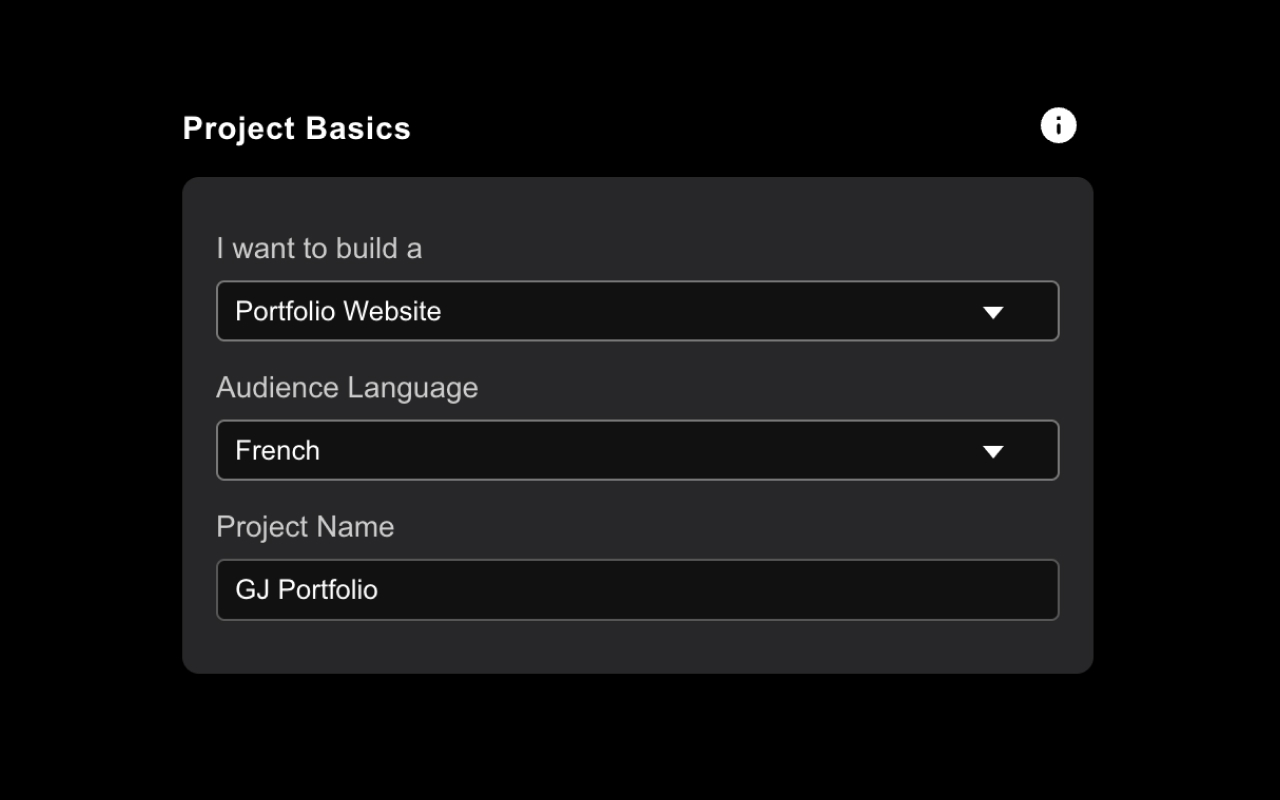 Project Basics
I want to build a
Portfolio Website
Audience Language
French
Project Name
GJ Portfolio